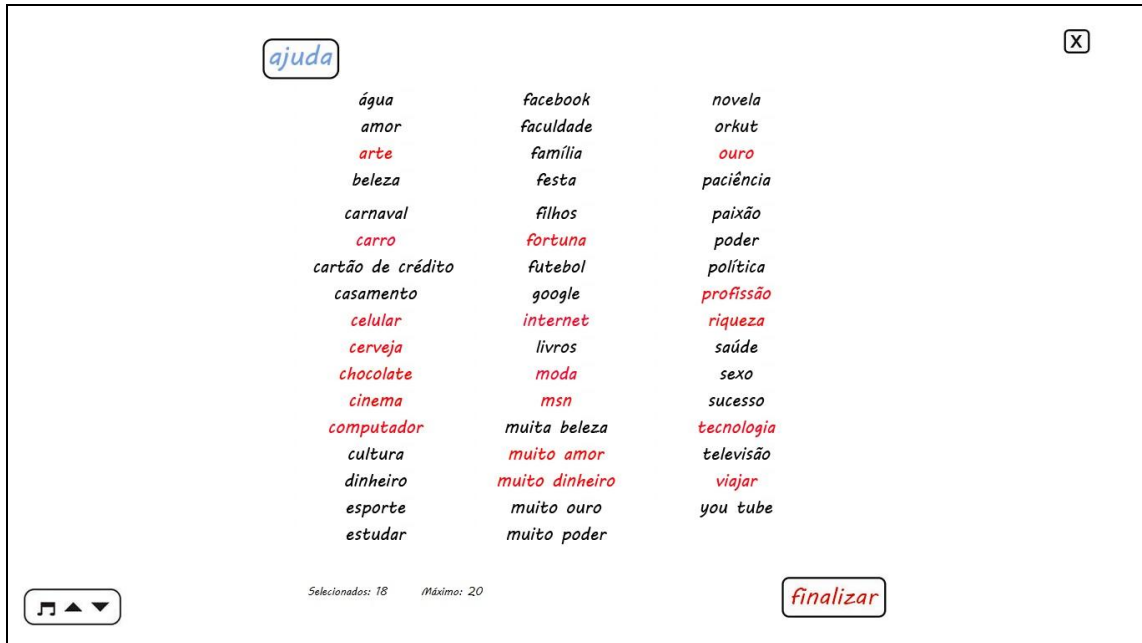 ajuda
X
água
amor
arte
beleza
carnaval
carro
cartão de crédito
casamento
celular
cerveja
chocolate
cinema
computador
cultura
dinheiro
esporte
estudar
facebook
faculdade
família
festa
filhos
fortuna
futebol
google
internet
livros
moda
msn
muita beleza
muito amor
muito dinheiro
muito ouro
muito poder
novela
orkut
ouro
paciência
paixão
poder
política
profissão
riqueza
saúde
sexo
sucesso
tecnologia
televisão
viajar
you tube
Selecionados: 18 Máximo: 20
finalizar